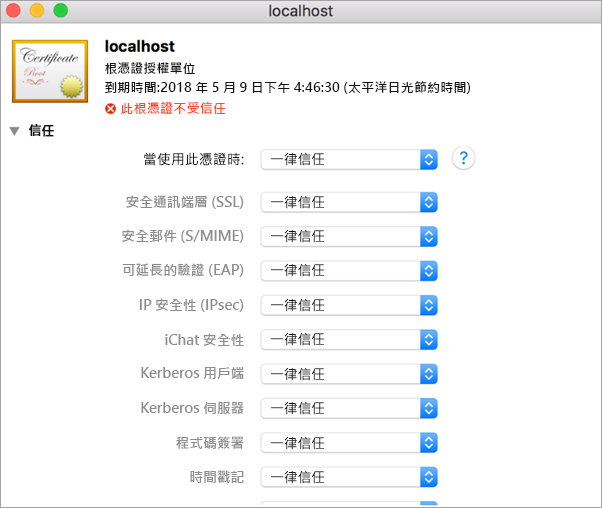 localhost
Certificate
Root
localhost
根憑證授權單位
到期時間:2018 年 5 月 9 日下午 4:46:30 (太平洋日光節約時間)
此根憑證不受信任
信任
當使用此憑證時: 一律信任 ?
安全通訊端層 (SSL) 一律信任
安全郵件 (S/MIME) 一律信任
可延長的驗證 (EAP) 一律信任
IP 安全性 (IPsec) 一律信任
iChat 安全性 一律信任
Kerberos 用戶端 一律信任
Kerberos 伺服器 一律信任
程式碼簽署 一律信任
時間戳記 一律信任